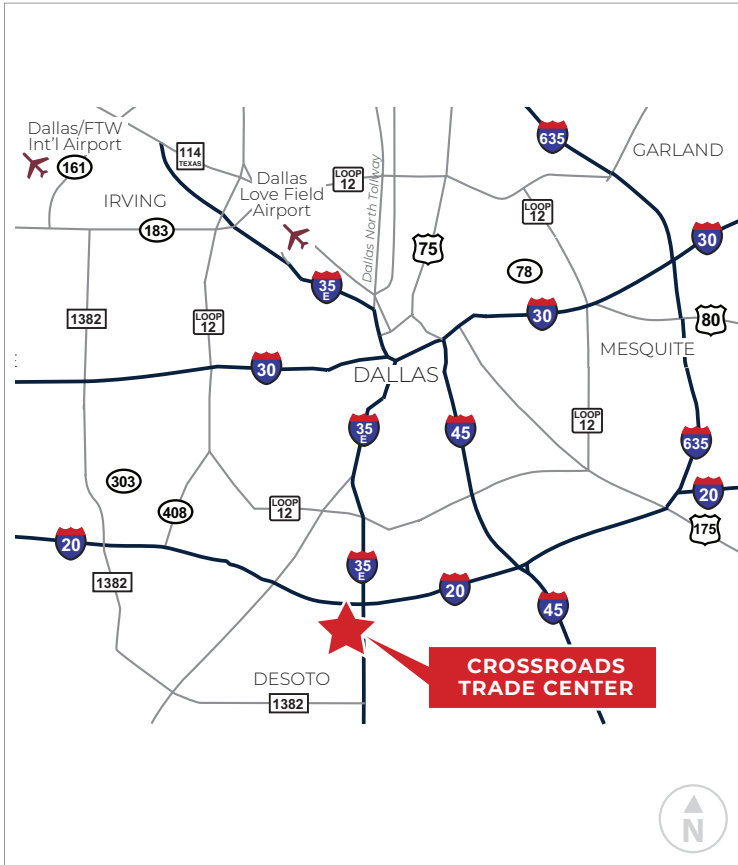 635
Dallas/FTW
Int'l Airport
114
TEXAS
GARLAND
161
Dallas
Love Field
Airport
LOOP
12
IRVING
Dallas North Tollway
LOOP
12
183
75
30
78
35
E
1382
LOOP
12
30
80
MESQUITE
E
30
DALLAS
LOOP
12
35
E
45
635
303
20
408
LOOP
12
175
20
35
E
1382
20
45
CROSSROADS
TRADE CENTER
DESOTO
1382
N